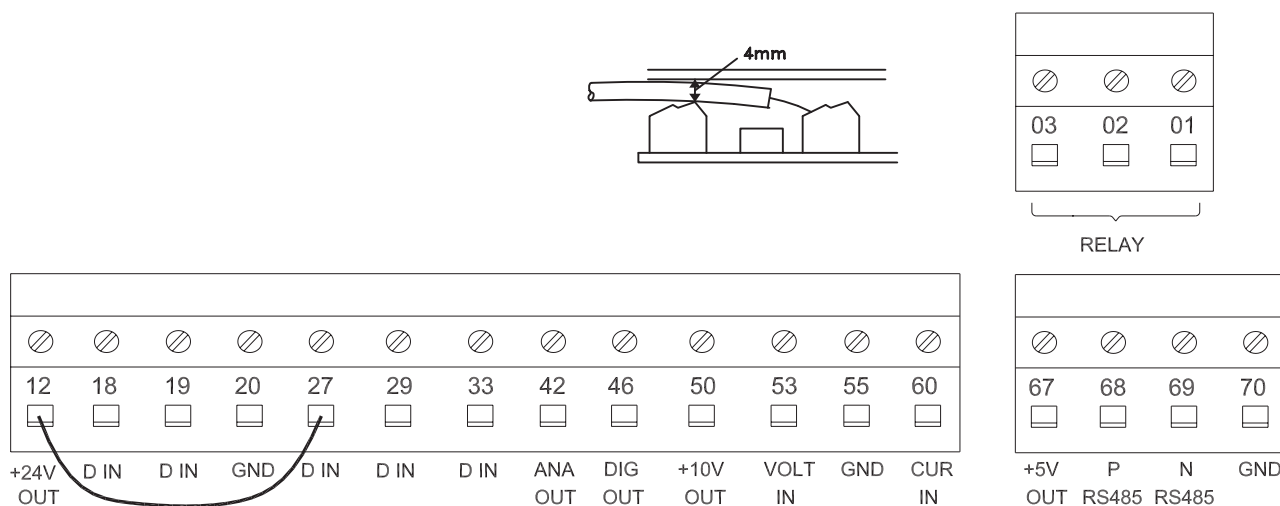 4mm
03 02 01
RELAY
12 18 19 20 27 29 33 42 46 50 53 55 60
+24V D IN D IN GND D IN D IN D IN ANA DIG +10V VOLT GND CUR
OUT OUT OUT OUT IN IN
67 68 69 70
+5V P N GND
OUT RS485 RS485